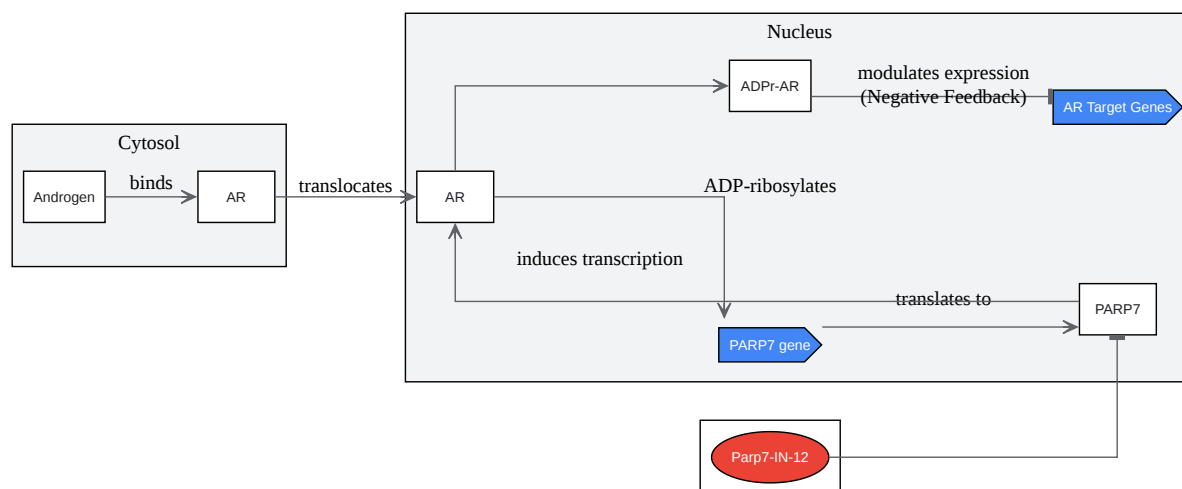 Nucleus
ADPr-AR
modulates expression
(Negative Feedback)
AR Target Genes
Cytosol
Androgen
binds
AR
translocates
AR
ADP-ribosylates
induces transcription
translates to
PARP7
PARP7 gene
Parp7-IN-12